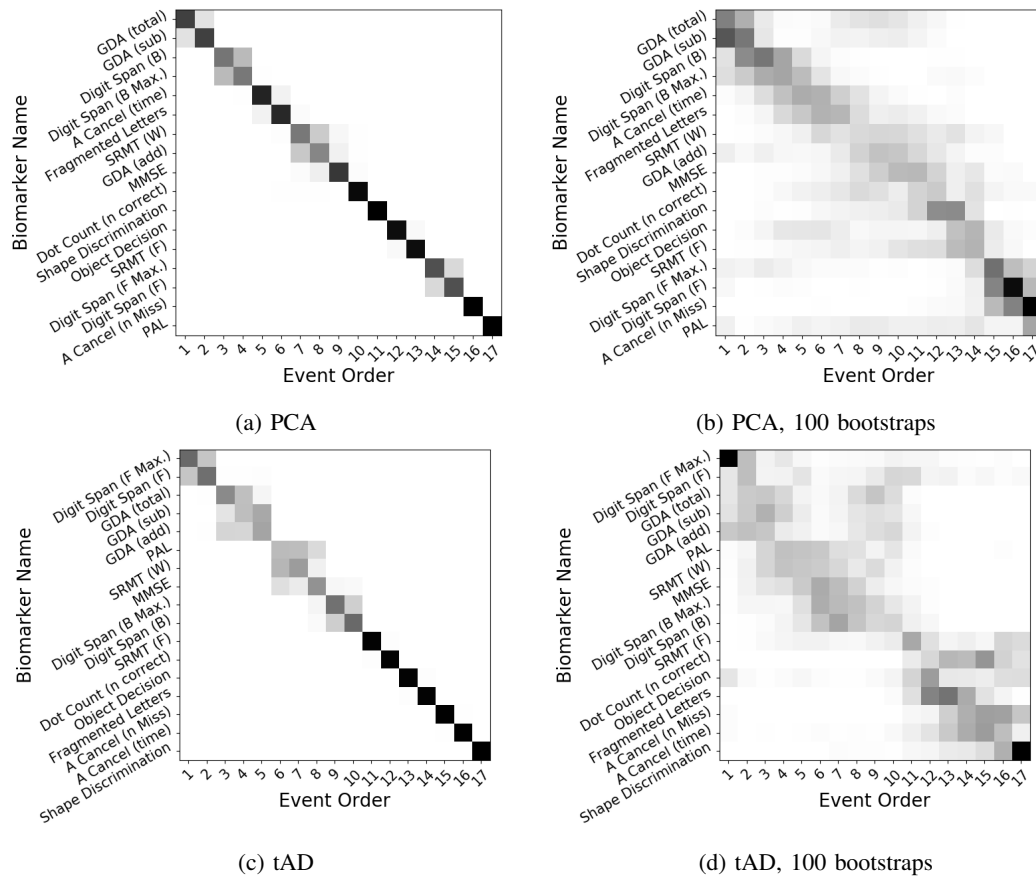 Biomarker Name
GDA (total)
GDA (sub)
Digit Span (B)
Digit Span (B Max.)
A Cancel (time)
Fragmented Letters
SRMT (W)
GDA (add)
MMSE
Dot Count (n correct)
Shape Discrimination
Object Decision
SRMT (F)
Digit Span (F Max.)
Digit Span (F)
A Cancel (n Miss)
PAL
1 2 3 4 5 6 7 8 9 10 11 12 13 14 15 16 17
Event Order
(a) PCA
Biomarker Name
GDA (total)
GDA (sub)
Digit Span (B)
Digit Span (B Max.)
A Cancel (time)
Fragmented Letters
SRMT (W)
GDA (add)
MMSE
Dot Count (n correct)
Shape Discrimination
Object Decision
SRMT (F)
Digit Span (F Max.)
Digit Span (F)
A Cancel (n Miss)
PAL
1 2 3 4 5 6 7 8 9 10 11 12 13 14 15 16 17
Event Order
(b) PCA, 100 bootstraps
Biomarker Name
Digit Span (F Max.)
Digit Span (F)
GDA (total)
GDA (sub)
GDA (add)
PAL
SRMT (W)
MMSE
Digit Span (B Max.)
Digit Span (B)
SRMT (F)
Dot Count (n correct)
Object Decision
Fragmented Letters
A Cancel (n Miss)
A Cancel (time)
Shape Discrimination
1 2 3 4 5 6 7 8 9 10 11 12 13 14 15 16 17
Event Order
(c) tAD
Biomarker Name
Digit Span (F Max.)
Digit Span (F)
GDA (total)
GDA (sub)
GDA (add)
PAL
SRMT (W)
MMSE
Digit Span (B Max.)
Digit Span (B)
SRMT (F)
Dot Count (n correct)
Object Decision
Fragmented Letters
A Cancel (n Miss)
A Cancel (time)
Shape Discrimination
1 2 3 4 5 6 7 8 9 10 11 12 13 14 15 16 17
Event Order
(d) tAD, 100 bootstraps